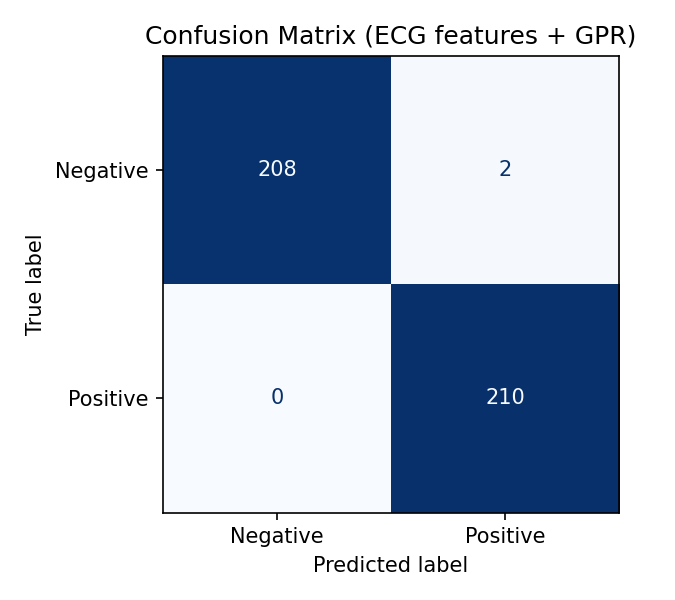 Confusion Matrix (ECG features + GPR)
True label
Negative
208
2
Positive
0
210
Negative
Positive
Predicted label